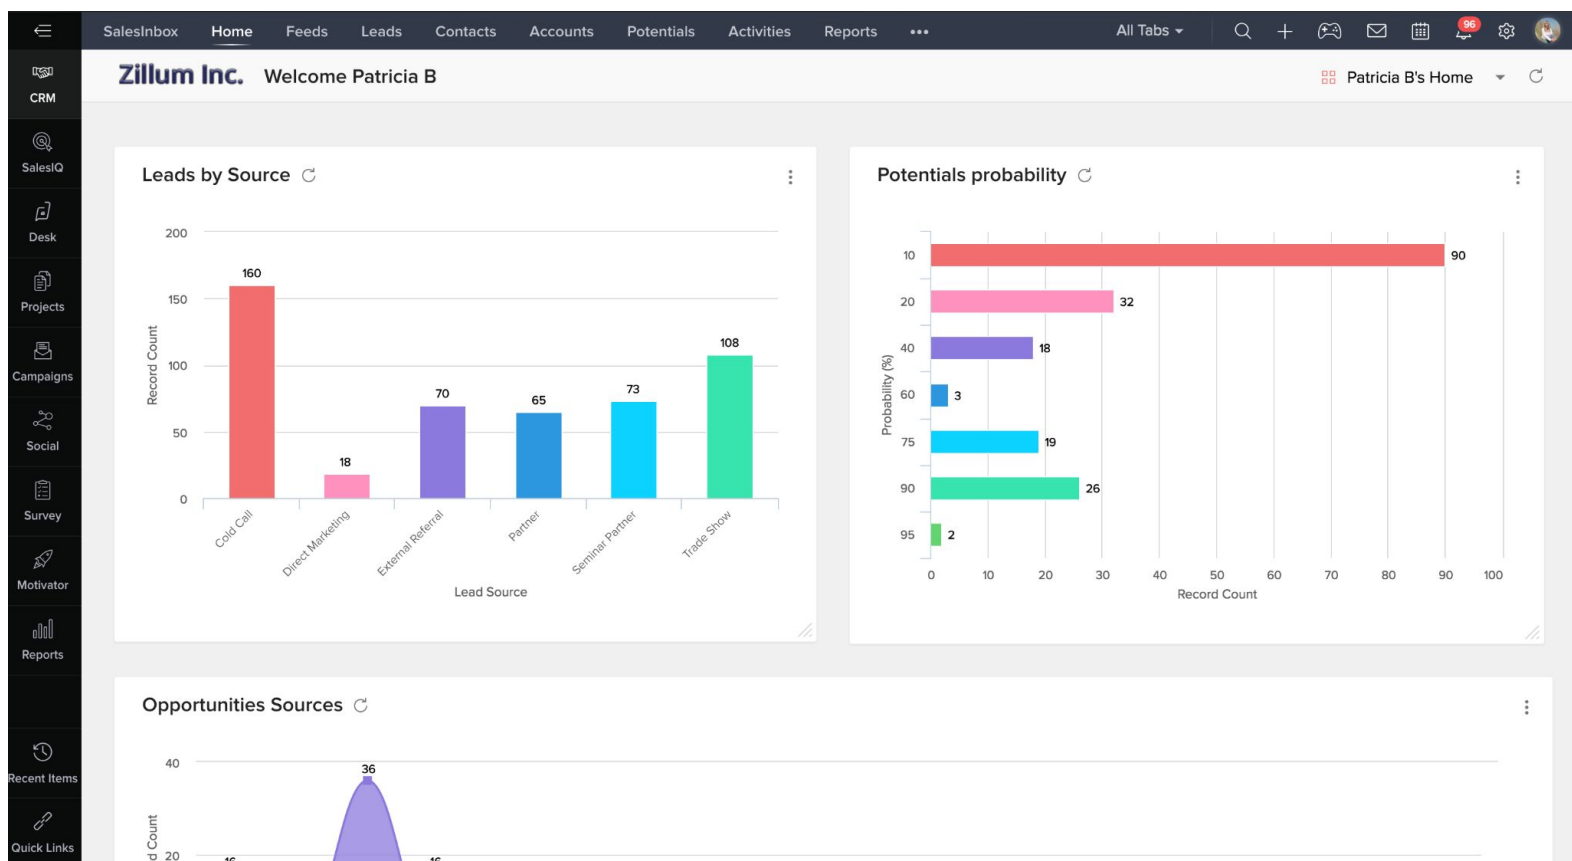 SalesInbox Home Feeds Leads Contacts Accounts Potentials Activities Reports ••• All Tabs 96
Zillum Inc. Welcome Patricia B Patricia B's Home
CRM
SalesIQ
Desk
Projects
Campaigns
Social
Survey
Motivator
Reports
Recent Items
Quick Links
Leads by Source
Record Count
200
150
100
50
0
160
18
70
65
73
108
Cold Call
Direct Marketing
External Referral
Partner
Seminar Partner
Trade Show
Lead Source
Potentials probability
Probability (%)
10 90
20 32
40 18
60 3
75 19
90 26
95 2
0 10 20 30 40 50 60 70 80 90 100
Record Count
Opportunities Sources
40
36
Count
20
16 16